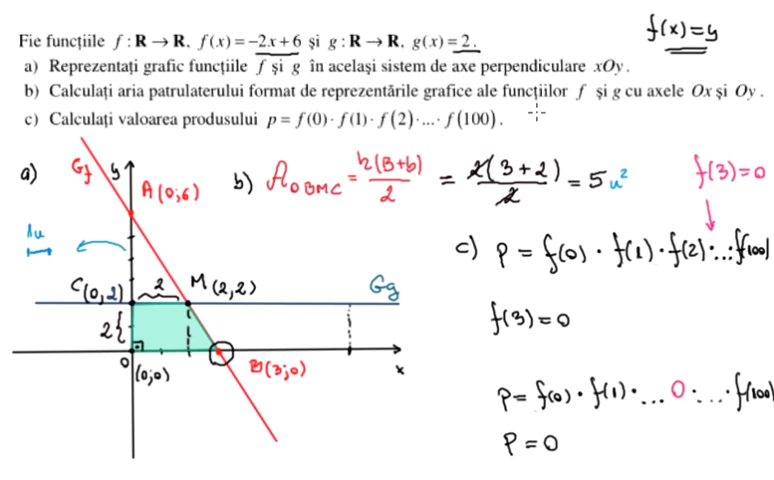 Fie funcțiile f : R → R, f(x) = −2x + 6 și g : R → R, g(x) = 2.
f(x) = y
a) Reprezentați grafic funcțiile f și g în același sistem de axe perpendiculare xOy.
b) Calculați aria patrulaterului format de reprezentările grafice ale funcțiilor f și g cu axele Ox și Oy.
c) Calculați valoarea produsului p = f(0) · f(1) · f(2) · ... · f(100).
a)
Gf
y
A(0;6)
1u
C(0,2)
2
M(2,2)
Gg
2{
O
(0;0)
B(3;0)
x
b) A OBMC = h(B+b)/2 = 2(3+2)/2 = 5 u²
f(3)=0
c) P = f(0) · f(1) · f(2) · ... · f(100)
f(3)=0
P = f(0) · f(1) · ... 0 · ... · f(100)
P = 0